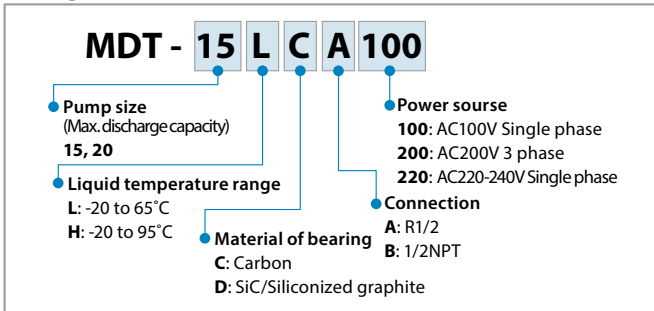 MDT - 15 L C A 100
Pump size
(Max. discharge capacity)
15, 20
Liquid temperature range
L: -20 to 65˚C
H: -20 to 95˚C
Material of bearing
C: Carbon
D: SiC/Siliconized graphite
Power sourse
100: AC100V Single phase
200: AC200V 3 phase
220: AC220-240V Single phase
Connection
A: R1/2
B: 1/2NPT